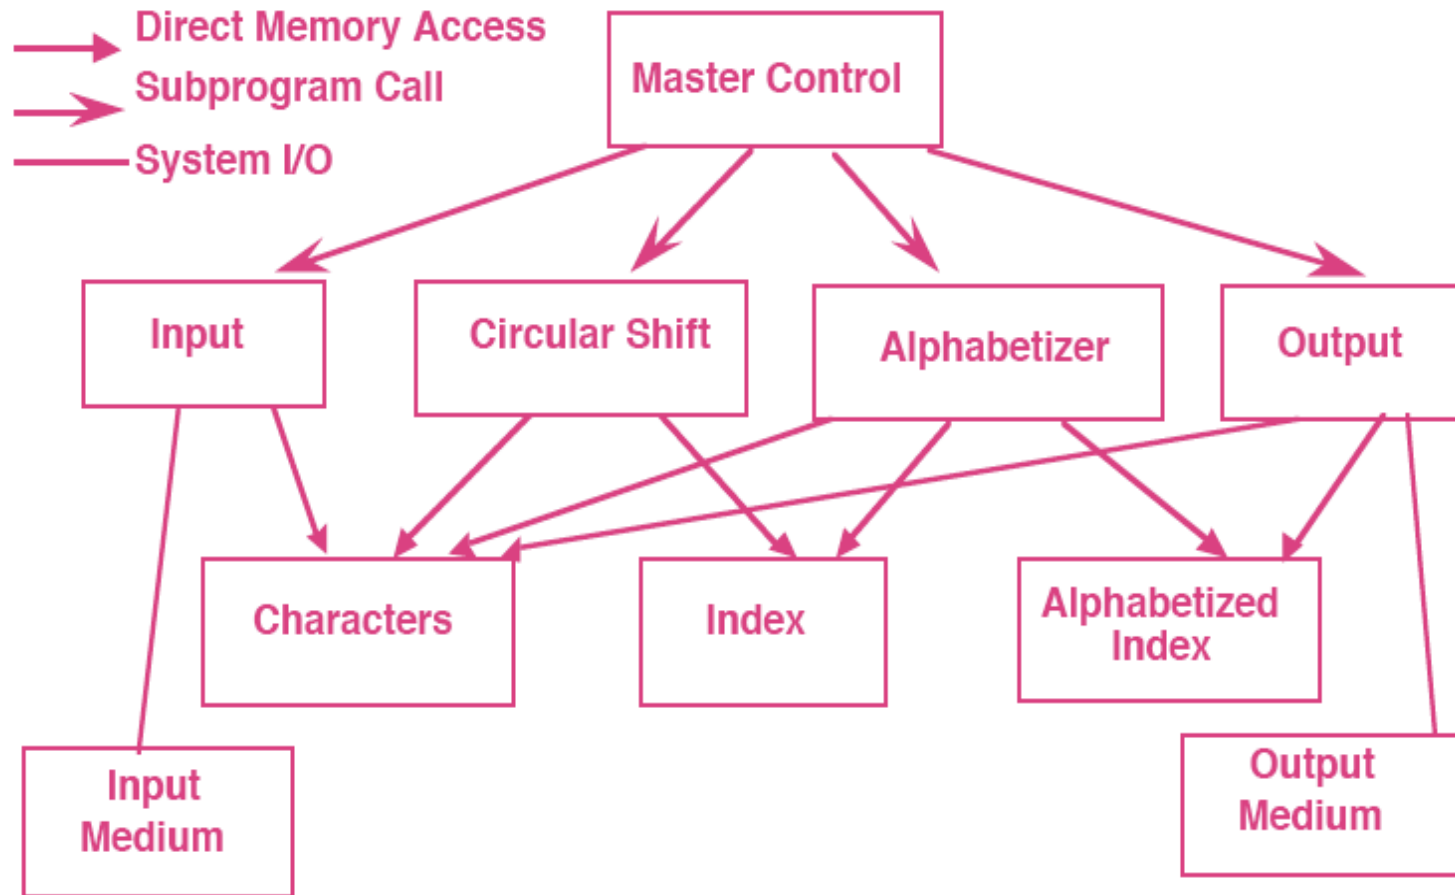 Direct Memory Access
Subprogram Call
System I/O
Master Control
Input
Circular Shift
Alphabetizer
Output
Characters
Index
Alphabetized
Index
Input
Medium
Output
Medium